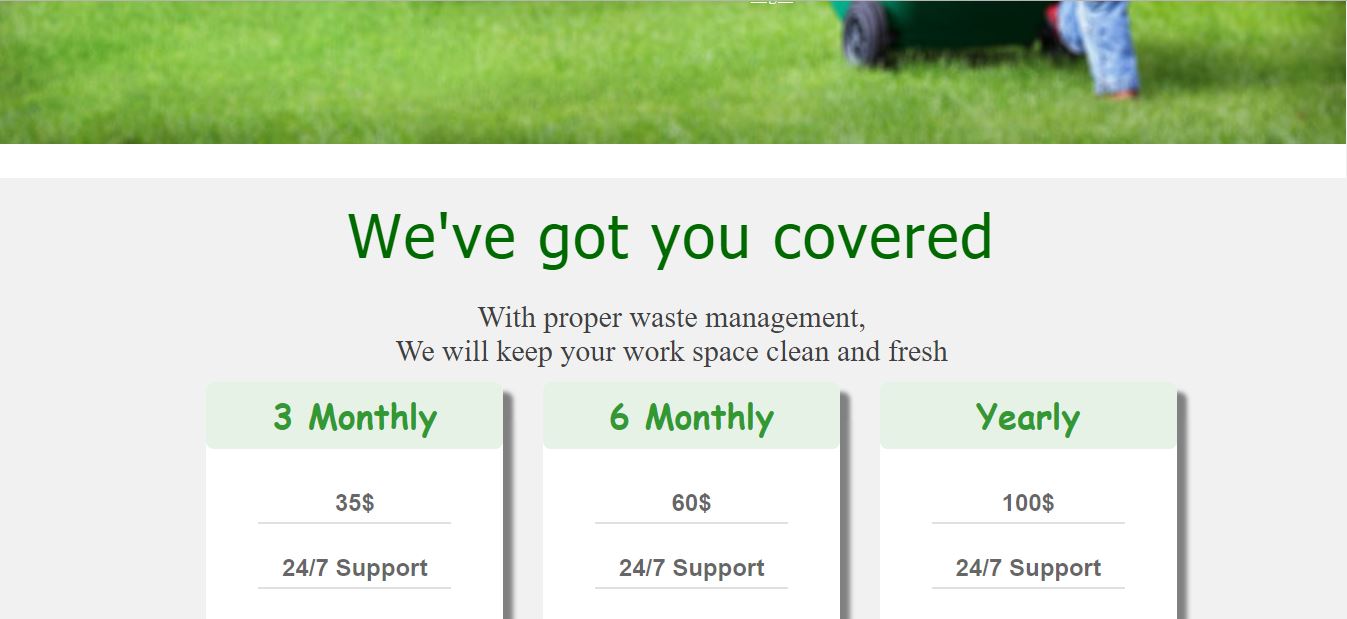 We've got you covered
With proper waste management,
We will keep your work space clean and fresh
3 Monthly
6 Monthly
Yearly
35$
60$
100$
24/7 Support
24/7 Support
24/7 Support